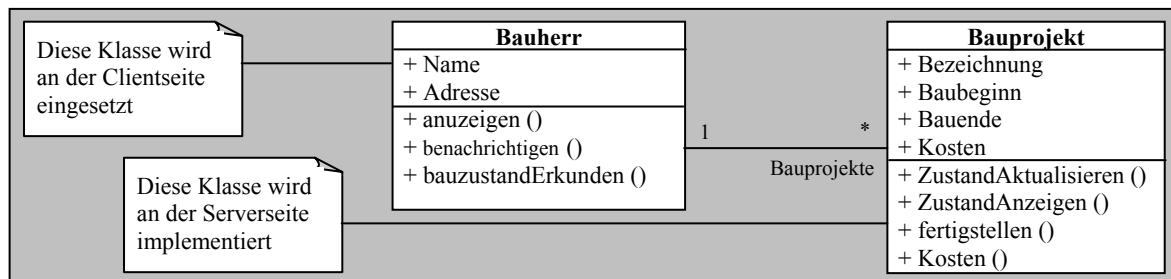 Diese Klasse wird
an der Clientseite
eingesetzt
Diese Klasse wird
an der Serverseite
implementiert
Bauherr
+ Name
+ Adresse
+ anuzeigen ()
+ benachrichtigen ()
+ bauzustandErkunden ()
1
*
Bauprojekte
Bauprojekt
+ Bezeichnung
+ Baubeginn
+ Bauende
+ Kosten
+ ZustandAktualisieren ()
+ ZustandAnzeigen ()
+ fertigstellen ()
+ Kosten ()